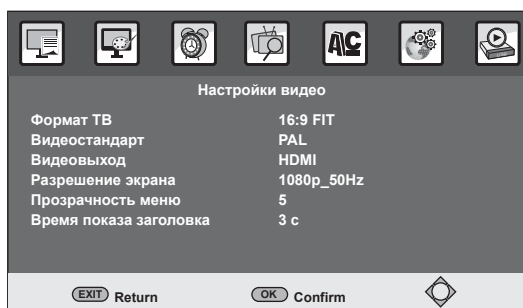 AC
Настройки видео
Формат ТВ 16:9 FIT
Видеостандарт PAL
Видеовыход HDMI
Разрешение экрана 1080p_50Hz
Прозрачность меню 5
Время показа заголовка 3 с
EXIT Return OK Confirm